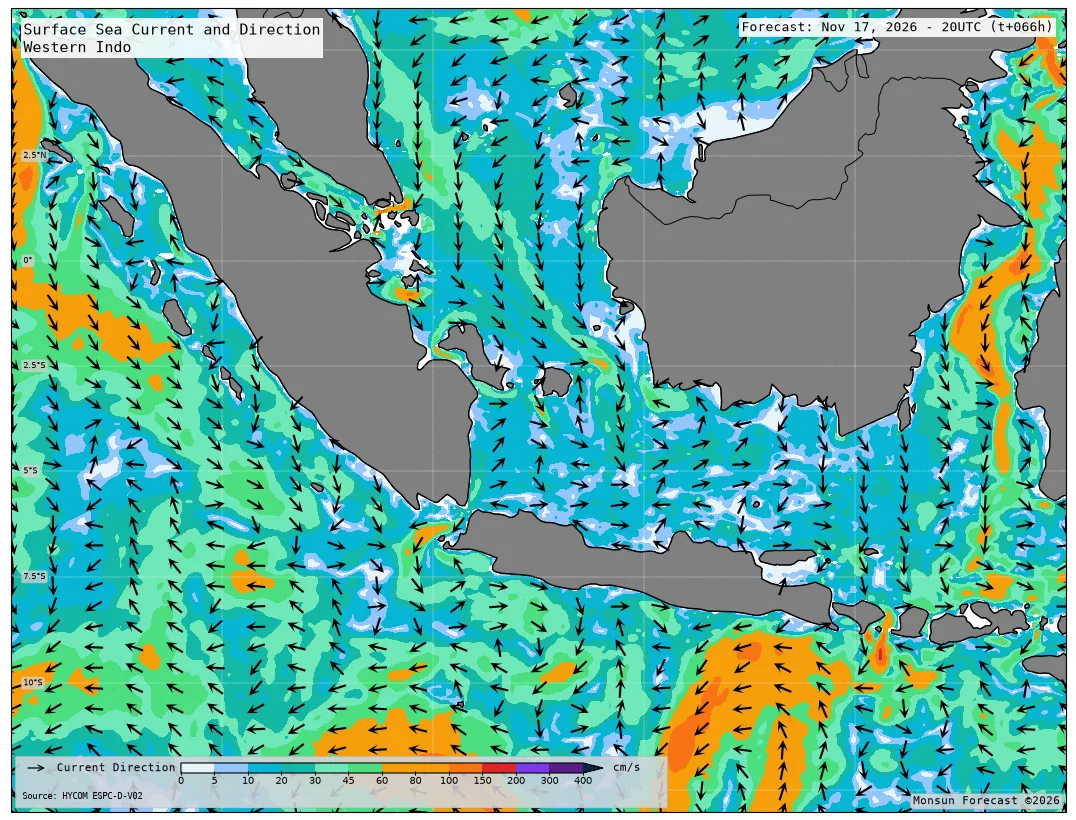 Surface Sea Current and Direction
Western Indo
Forecast: Nov 17, 2026 - 20UTC (t+066h)
2.5°N
0°
2.5°S
5°S
7.5°S
10°S
Current Direction
0 5 10 20 30 45 60 80 100 150 200 300 400 cm/s
Source: HYCOM ESPC-D-V02
Monsun Forecast ©2026